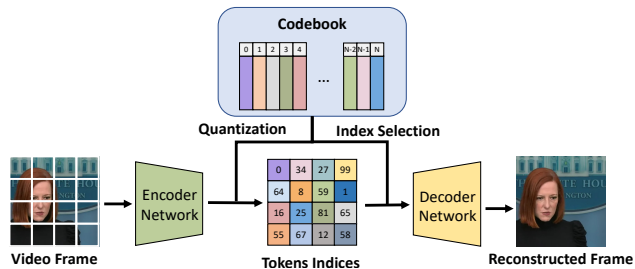 Codebook
0 1 2 3 4 ... N-2 N-1 N
Quantization
Index Selection
Encoder
Network
0 34 27 99
64 8 59 1
16 25 81 65
55 67 12 58
Decoder
Network
Video Frame
Tokens Indices
Reconstructed Frame